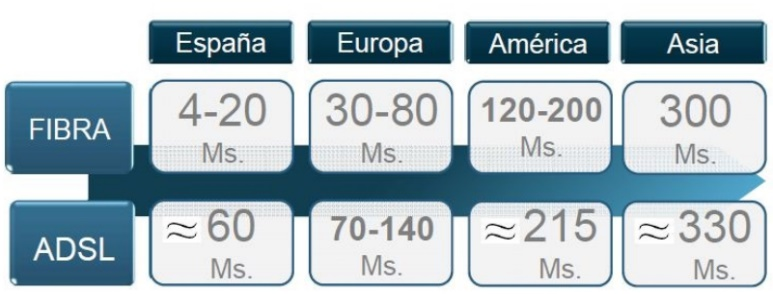 España Europa América Asia
FIBRA 4-20 Ms. 30-80 Ms. 120-200 Ms. 300 Ms.
ADSL ≈ 60 Ms. 70-140 Ms. ≈ 215 Ms. ≈ 330 Ms.